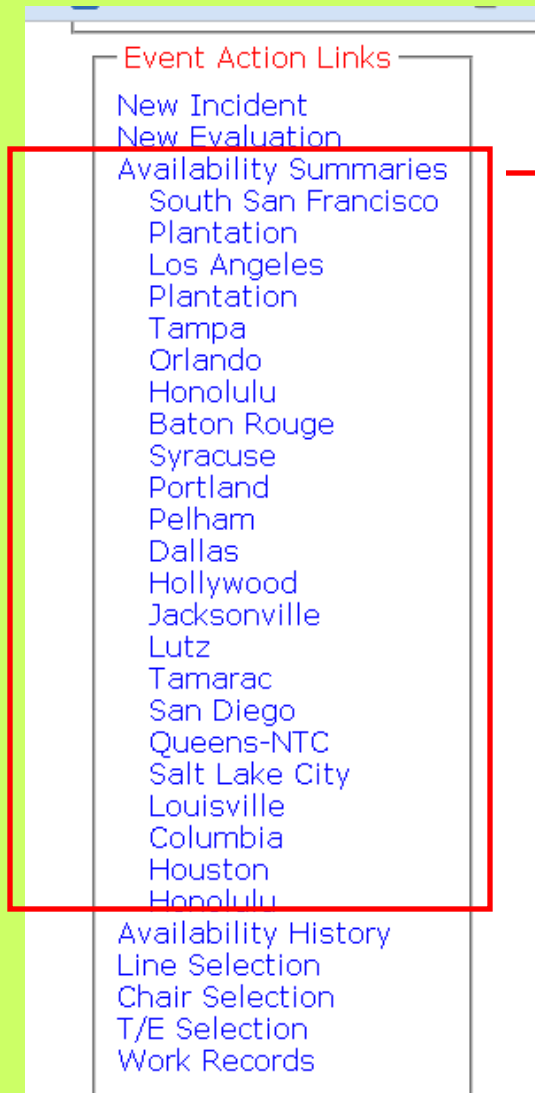 Event Action Links
New Incident
New Evaluation
Availability Summaries
South San Francisco
Plantation
Los Angeles
Plantation
Tampa
Orlando
Honolulu
Baton Rouge
Syracuse
Portland
Pelham
Dallas
Hollywood
Jacksonville
Lutz
Tamarac
San Diego
Queens-NTC
Salt Lake City
Louisville
Columbia
Houston
Honolulu
Availability History
Line Selection
Chair Selection
T/E Selection
Work Records